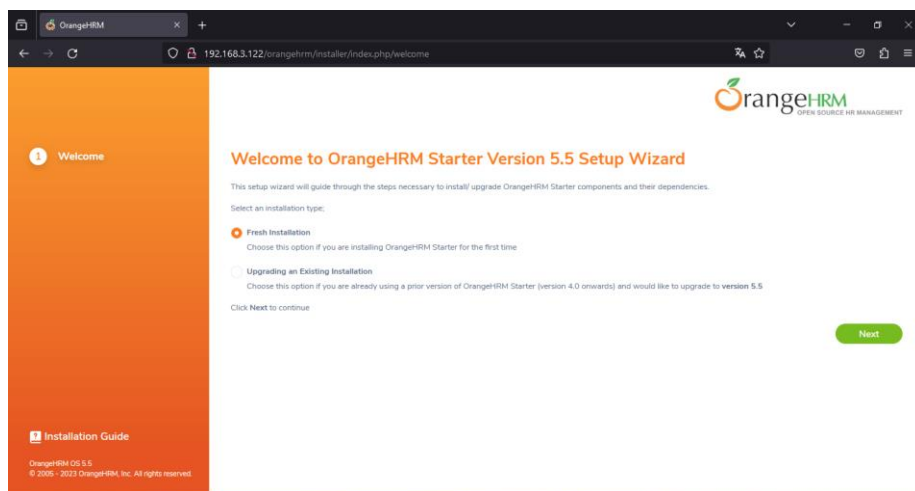 OrangeHRM
192.168.3.122/orangehrm/installer/index.php/welcome
OrangeHRM
OPEN SOURCE HR MANAGEMENT
1 Welcome
Welcome to OrangeHRM Starter Version 5.5 Setup Wizard
This setup wizard will guide through the steps necessary to install/ upgrade OrangeHRM Starter components and their dependencies.
Select an installation type;
Fresh Installation
Choose this option if you are installing OrangeHRM Starter for the first time
Upgrading an Existing Installation
Choose this option if you are already using a prior version of OrangeHRM Starter (version 4.0 onwards) and would like to upgrade to version 5.5
Click Next to continue
Next
Installation Guide
OrangeHRM OS 5.5
© 2005 - 2023 OrangeHRM, Inc. All rights reserved.